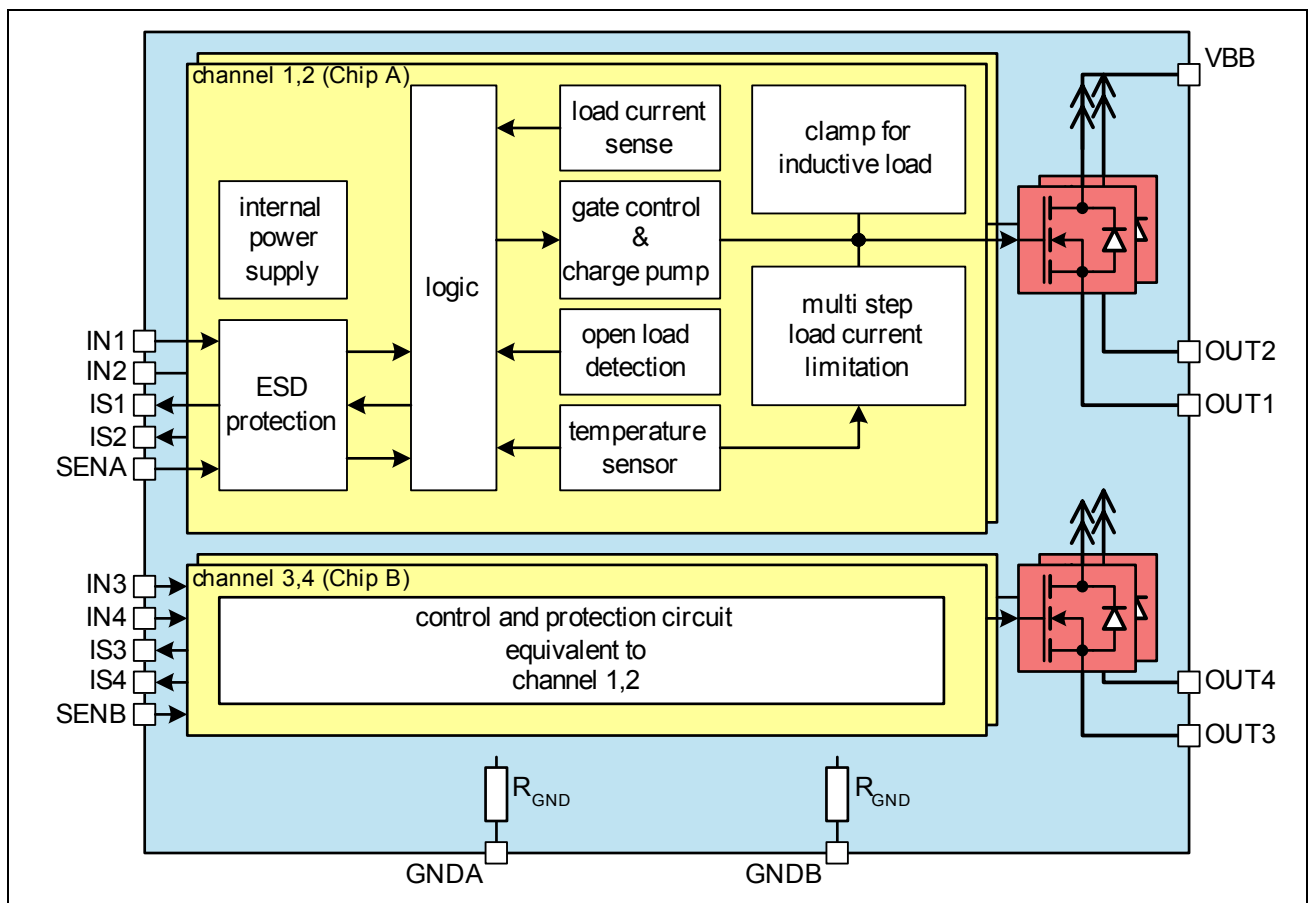 VBB
channel 1,2 (Chip A)
load current
sense
clamp for
inductive load
internal
power
supply
gate control
&
charge pump
logic
multi step
load current
limitation
open load
detection
ESD
protection
temperature
sensor
IN1
IN2
IS1
IS2
SENA
OUT2
OUT1
channel 3,4 (Chip B)
control and protection circuit
equivalent to
channel 1,2
IN3
IN4
IS3
IS4
SENB
OUT4
OUT3
RGND
RGND
GNDA
GNDB